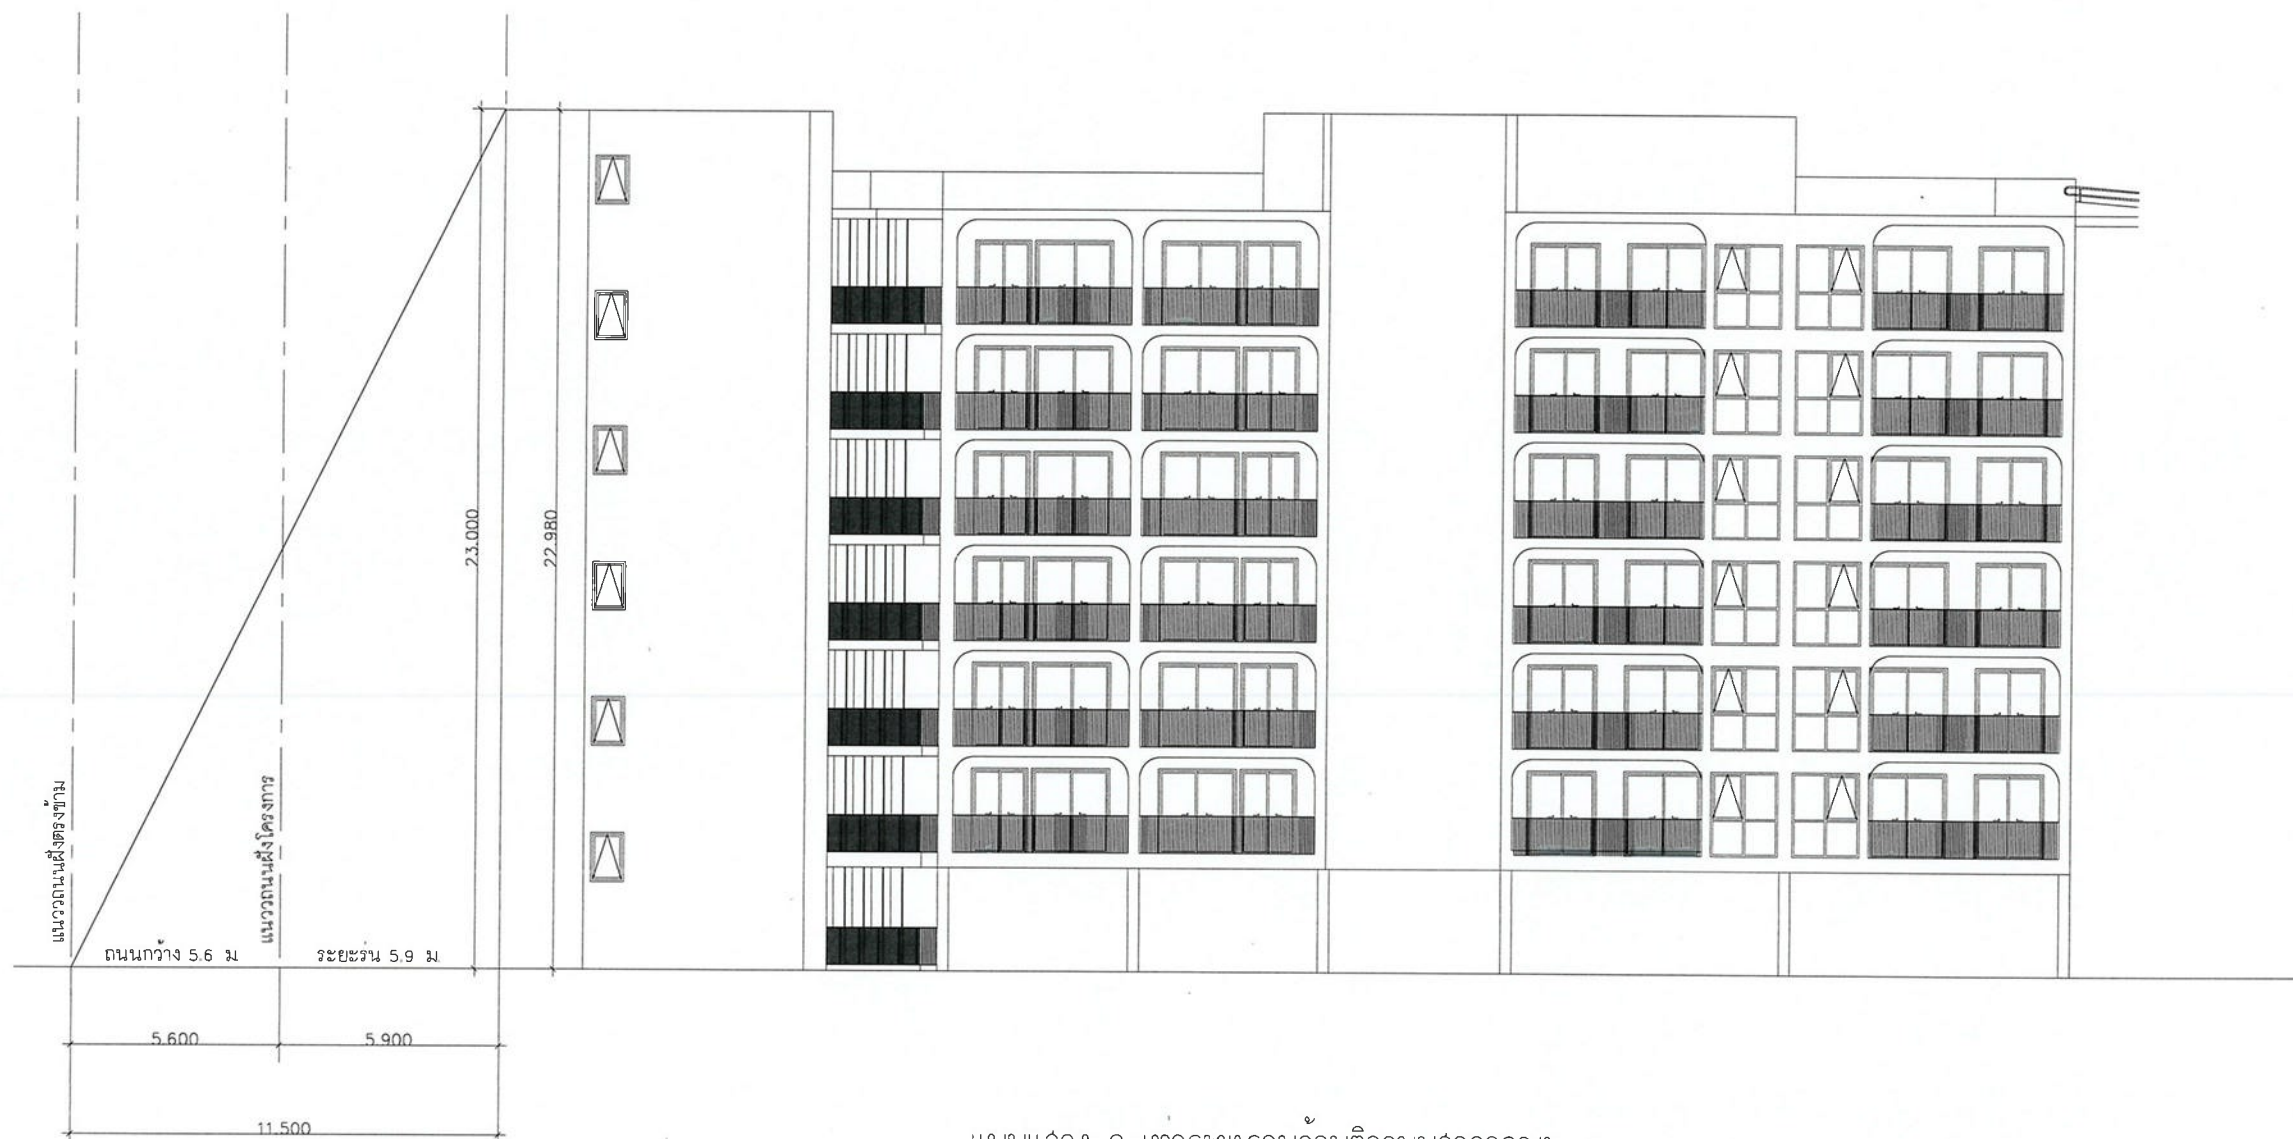 23.000
22.980
แนวถนนฝั่งตรงข้าม
แนวถนนฝั่งโครงการ
ถนนกว้าง 5.6 ม
ระยะร่น 5.9 ม
5.600
5.900
11.500